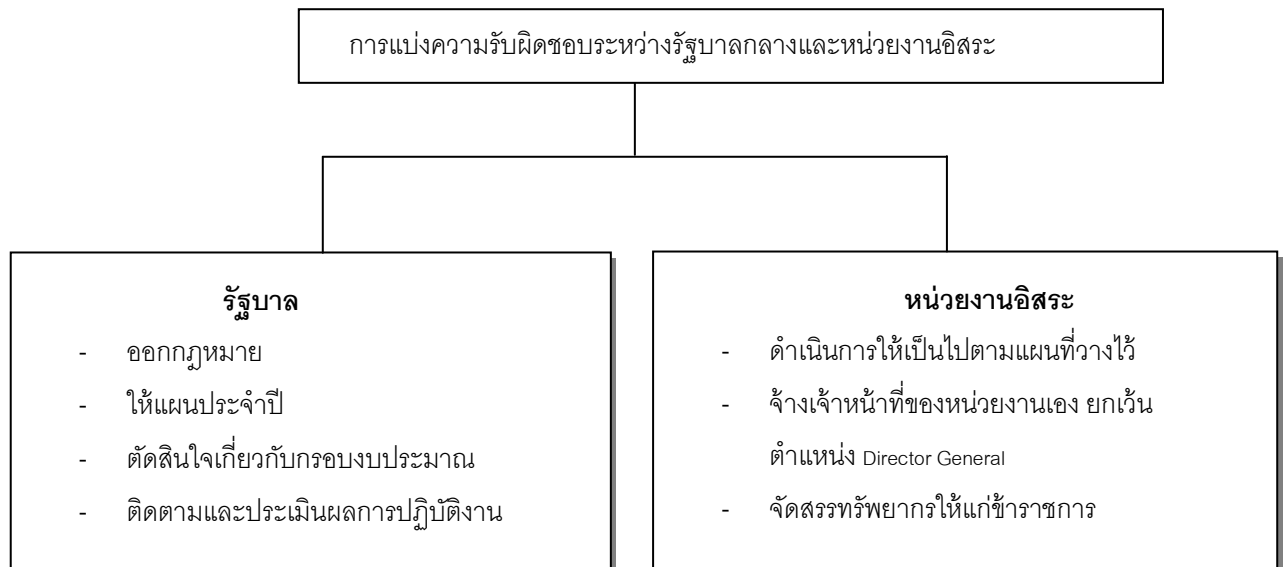 การแบ่งความรับผิดชอบระหว่างรัฐบาลกลางและหน่วยงานอิสระ
รัฐบาล
- ออกกฎหมาย
- ให้แผนประจำปี
- ตัดสินใจเกี่ยวกับกรอบงบประมาณ
- ติดตามและประเมินผลการปฏิบัติงาน
หน่วยงานอิสระ
- ดำเนินการให้เป็นไปตามแผนที่วางไว้
- จ้างเจ้าหน้าที่ของหน่วยงานเอง ยกเว้น
ตำแหน่ง Director General
- จัดสรรทรัพยากรให้แก่ข้าราชการ